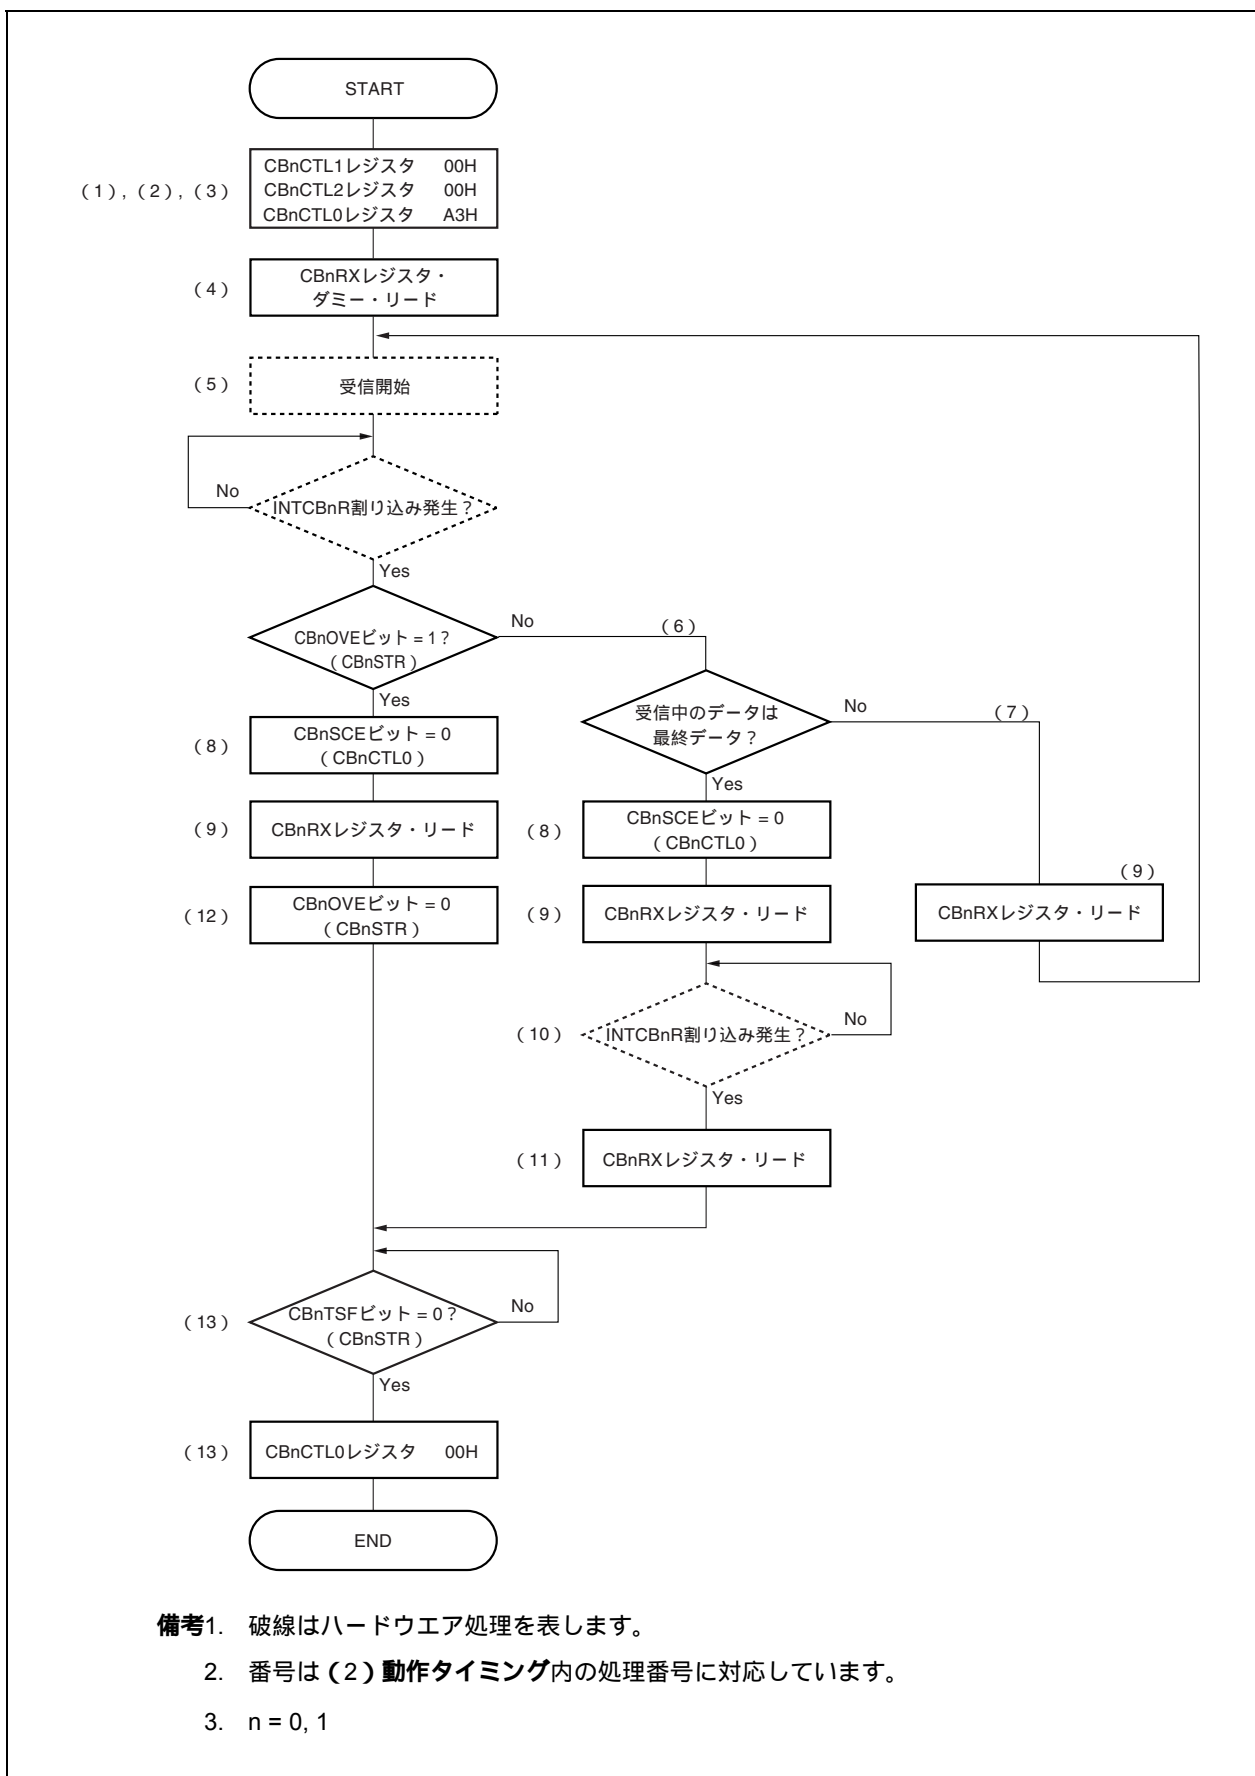 START
(1), (2), (3)
CBnCTL1レジスタ 00H
CBnCTL2レジスタ 00H
CBnCTL0レジスタ A3H
(4)
CBnRXレジスタ・
ダミー・リード
(5)
受信開始
No
INTCBnR割り込み発生?
Yes
CBnOVEビット = 1?
(CBnSTR)
No
(6)
Yes
受信中のデータは
最終データ?
No
(7)
Yes
(8)
CBnSCEビット = 0
(CBnCTL0)
(8)
CBnSCEビット = 0
(CBnCTL0)
(9)
CBnRXレジスタ・リード
(9)
CBnRXレジスタ・リード
(9)
CBnRXレジスタ・リード
(12)
CBnOVEビット = 0
(CBnSTR)
(10)
INTCBnR割り込み発生?
No
Yes
(11)
CBnRXレジスタ・リード
(13)
CBnTSFビット = 0?
(CBnSTR)
No
Yes
(13)
CBnCTL0レジスタ 00H
END
備考1. 破線はハードウエア処理を表します。
2. 番号は(2)動作タイミング内の処理番号に対応しています。
3. n = 0, 1